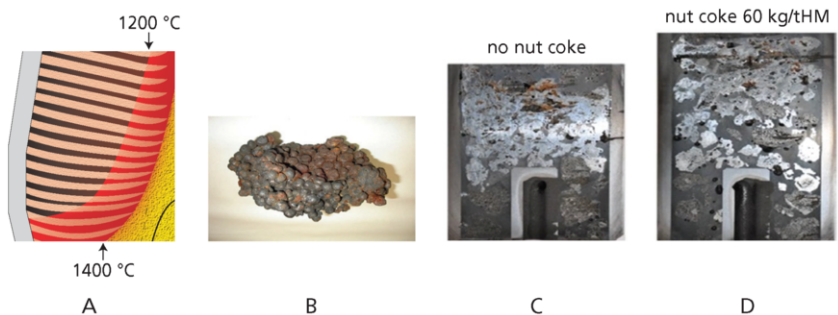 1200 °C
no nut coke
nut coke 60 kg/tHM
1400 °C
A
B
C
D